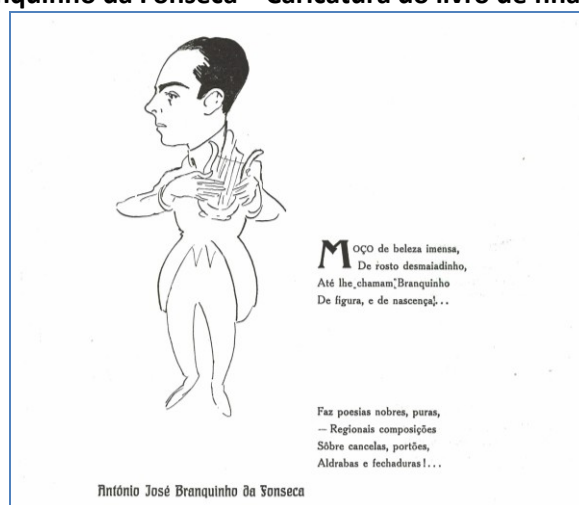 quinho da Fonseca – Caricatura do livro de
Moço de beleza imensa,
De rosto desmaiadinho,
Até lhe chamam Branquinho
De figura, e de nascença!...
Faz poesias nobres, puras,
— Regionais composições
Sôbre cancelas, portões,
Aldrabas e fechaduras!...
António José Branquinho da Fonseca